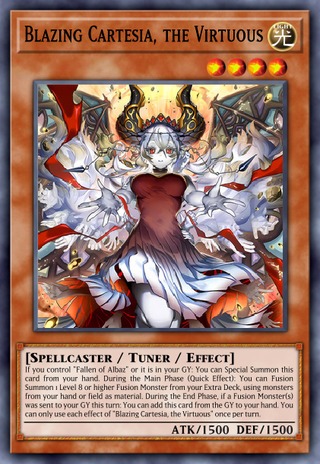 Blazing Cartesia, the Virtuous
LIGHT
光
[Spellcaster / Tuner / Effect]
If you control "Fallen of Albaz" or it is in your GY: You can Special Summon this
card from your hand. During the Main Phase (Quick Effect): You can Fusion
Summon 1 Level 8 or higher Fusion Monster from your Extra Deck, using monsters
from your hand or field as material. During the End Phase, if a Fusion Monster(s)
was sent to your GY this turn: You can add this card from the GY to your hand. You
can only use each effect of "Blazing Cartesia, the Virtuous" once per turn.
ATK/1500 DEF/1500